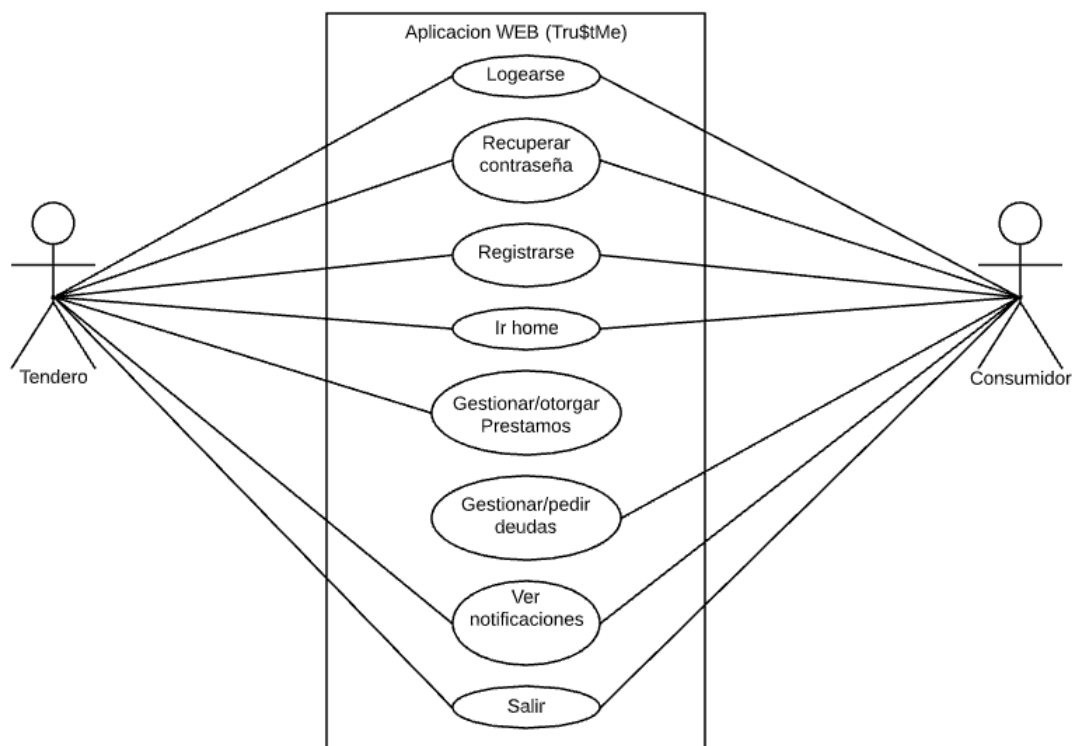 Aplicacion WEB (Tru$tMe)
Logearse
Recuperar
contraseña
Registrarse
Ir home
Tendero
Consumidor
Gestionar/otorgar
Prestamos
Gestionar/pedir
deudas
Ver
notificaciones
Salir